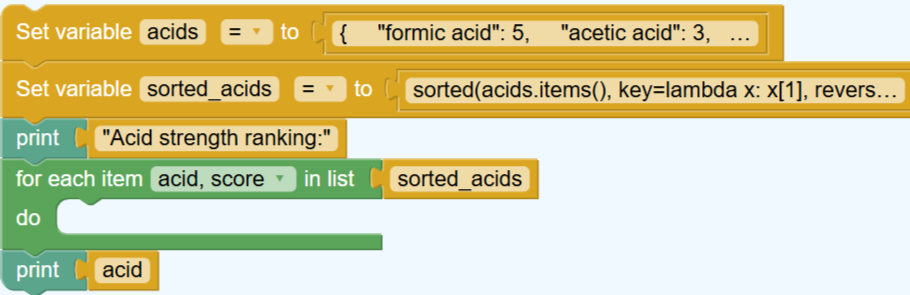 Set variable acids = to { "formic acid": 5, "acetic acid": 3, ...
Set variable sorted_acids = to sorted(acids.items(), key=lambda x: x[1], revers...
print "Acid strength ranking:"
for each item acid, score in list sorted_acids
do
print acid